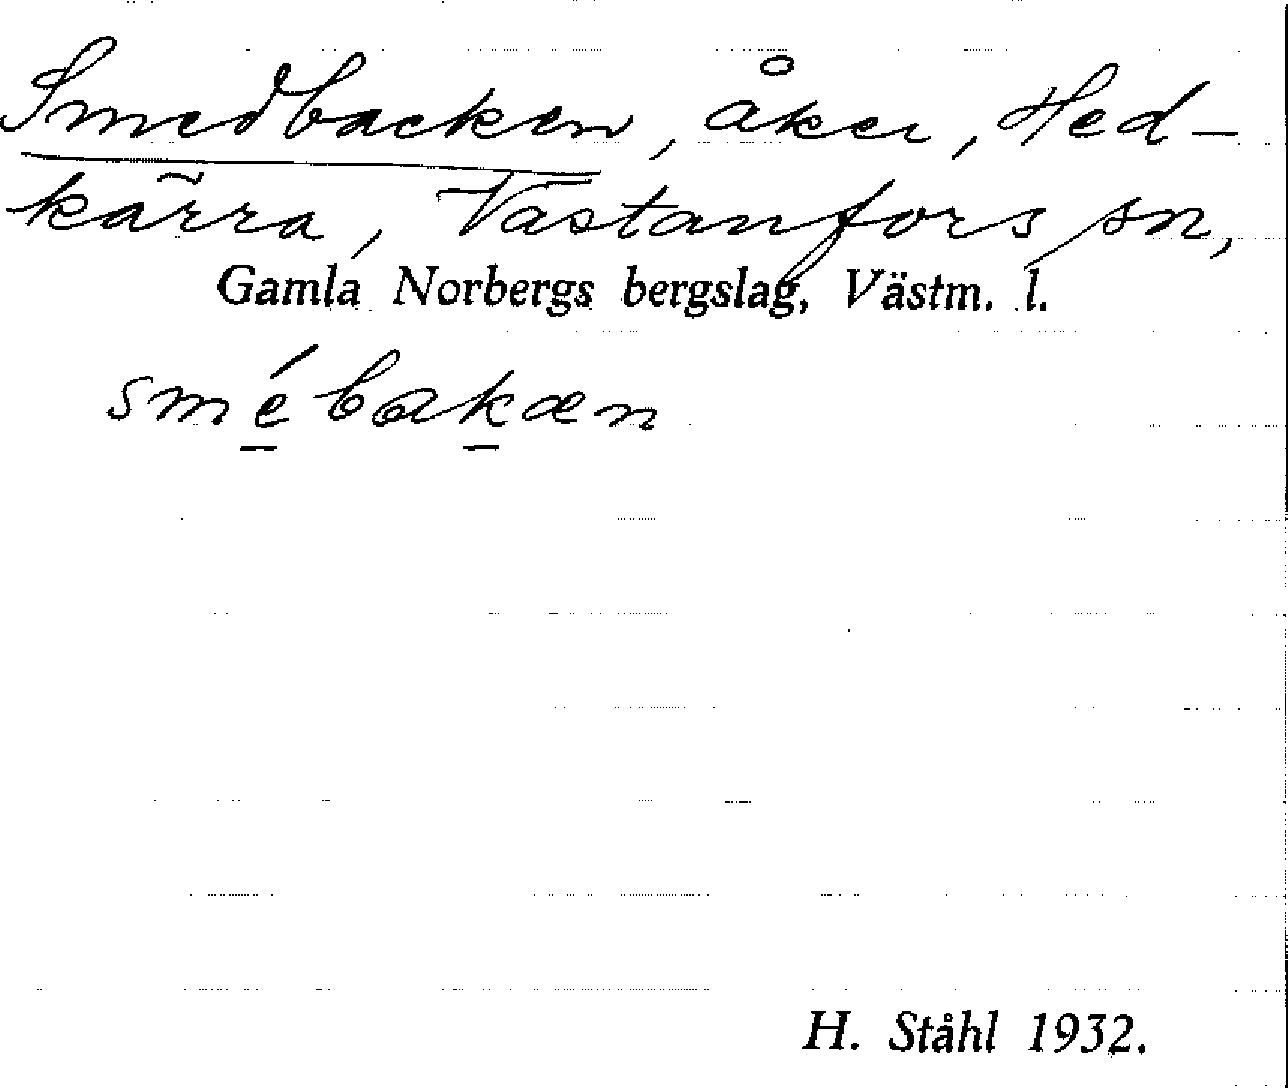 Smedbacken, åker, Hed-
kärra, Västanfors sn,
Gamla Norbergs bergslag, Västm. l.
smébakæn
H. Ståhl 1932.